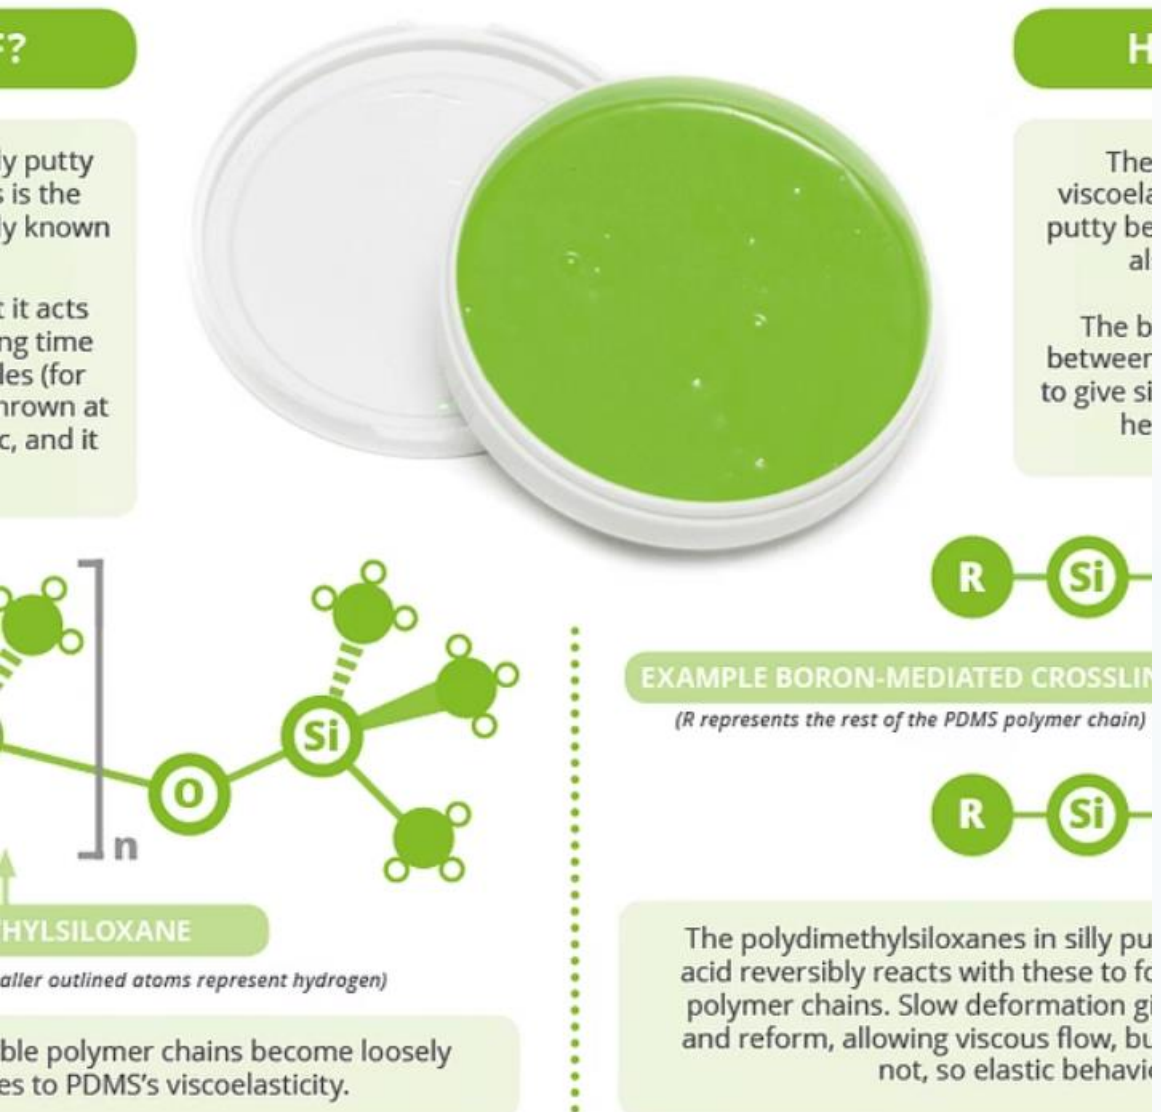 F?
ly putty
s is the
ly known
t it acts
ng time
les (for
hrown at
c, and it
H
The
viscoela
putty be
al
The b
between
to give si
he
n
O
Si
HYLSILOXANE
aller outlined atoms represent hydrogen)
ble polymer chains become loosely
es to PDMS's viscoelasticity.
R Si
EXAMPLE BORON-MEDIATED CROSSLIN
(R represents the rest of the PDMS polymer chain)
R Si
The polydimethylsiloxanes in silly pu
acid reversibly reacts with these to fo
polymer chains. Slow deformation gi
and reform, allowing viscous flow, bu
not, so elastic behavio